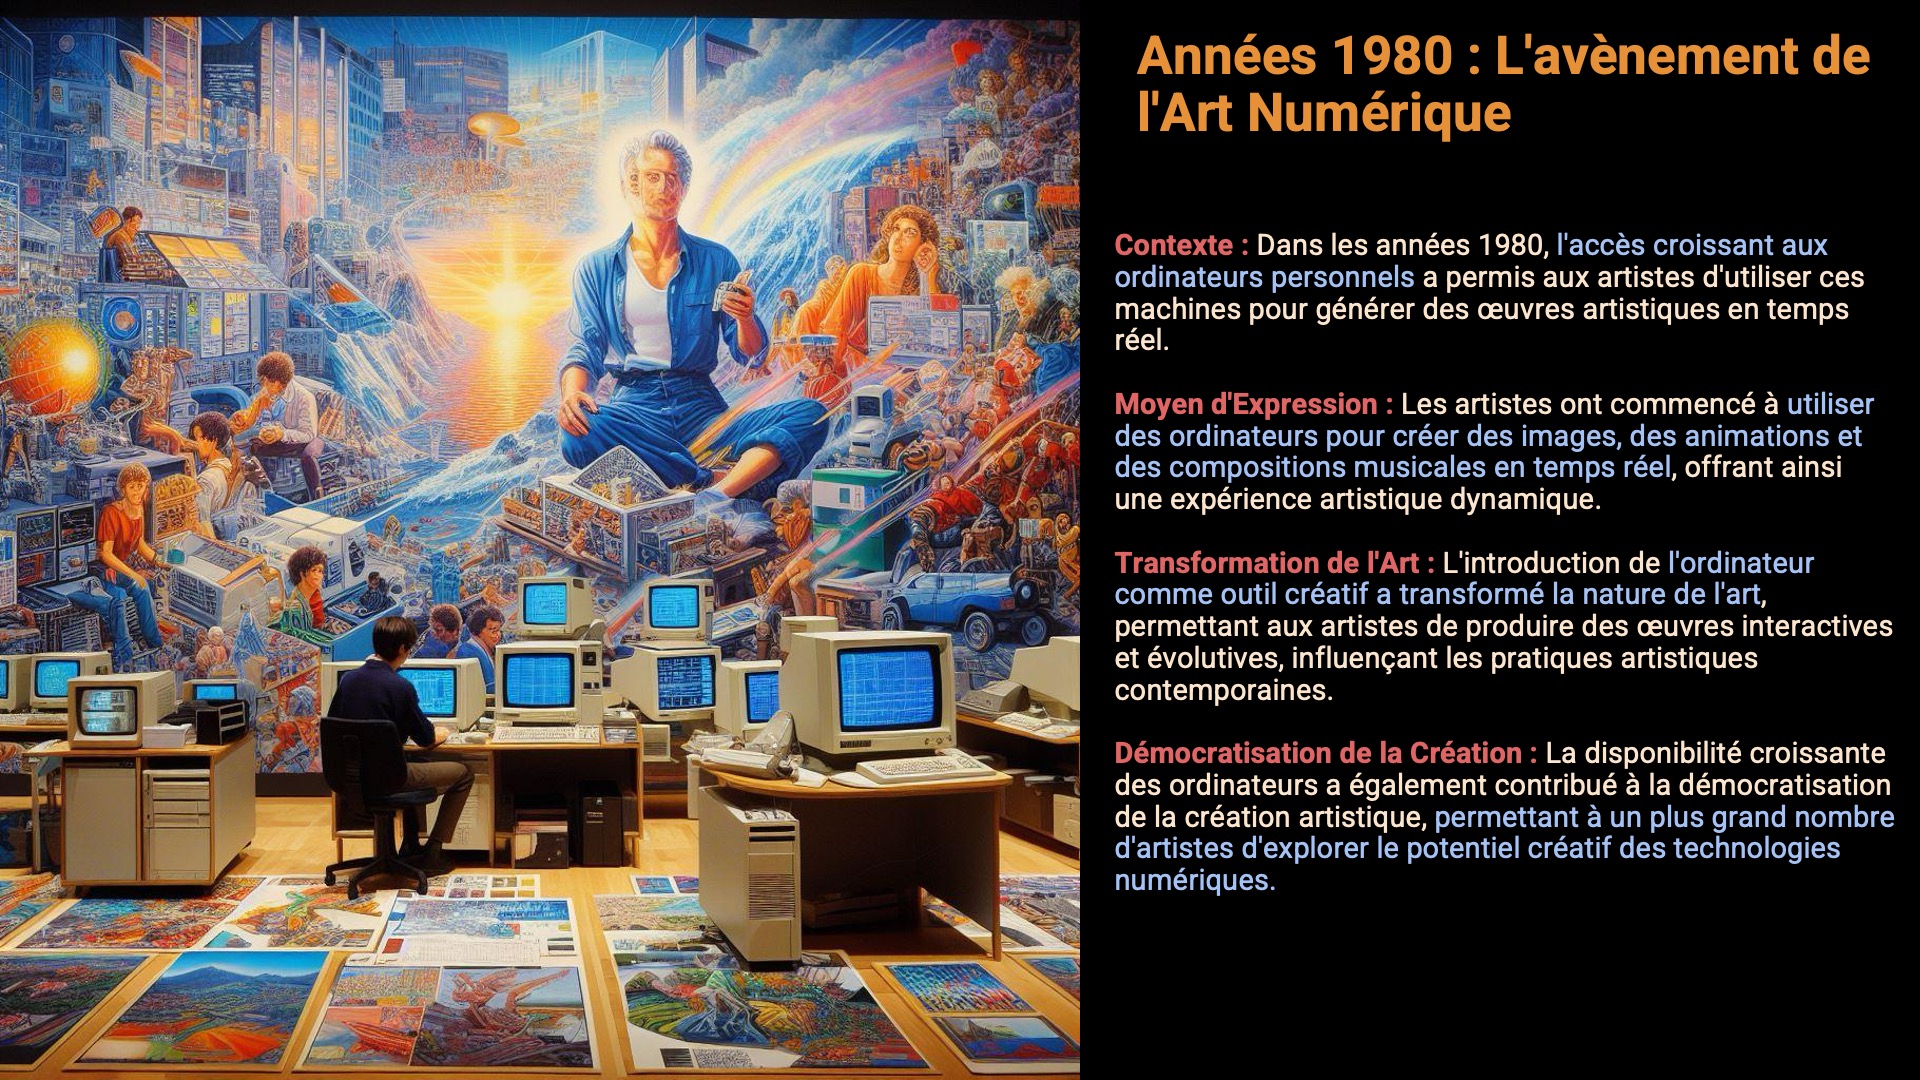 Années 1980 : L'avènement de
l'Art Numérique
Contexte : Dans les années 1980, l'accès croissant aux
ordinateurs personnels a permis aux artistes d'utiliser ces
machines pour générer des œuvres artistiques en temps
réel.
Moyen d'Expression : Les artistes ont commencé à utiliser
des ordinateurs pour créer des images, des animations et
des compositions musicales en temps réel, offrant ainsi
une expérience artistique dynamique.
Transformation de l'Art : L'introduction de l'ordinateur
comme outil créatif a transformé la nature de l'art,
permettant aux artistes de produire des œuvres interactives
et évolutives, influençant les pratiques artistiques
contemporaines.
Démocratisation de la Création : La disponibilité croissante
des ordinateurs a également contribué à la démocratisation
de la création artistique, permettant à un plus grand nombre
d'artistes d'explorer le potentiel créatif des technologies
numériques.